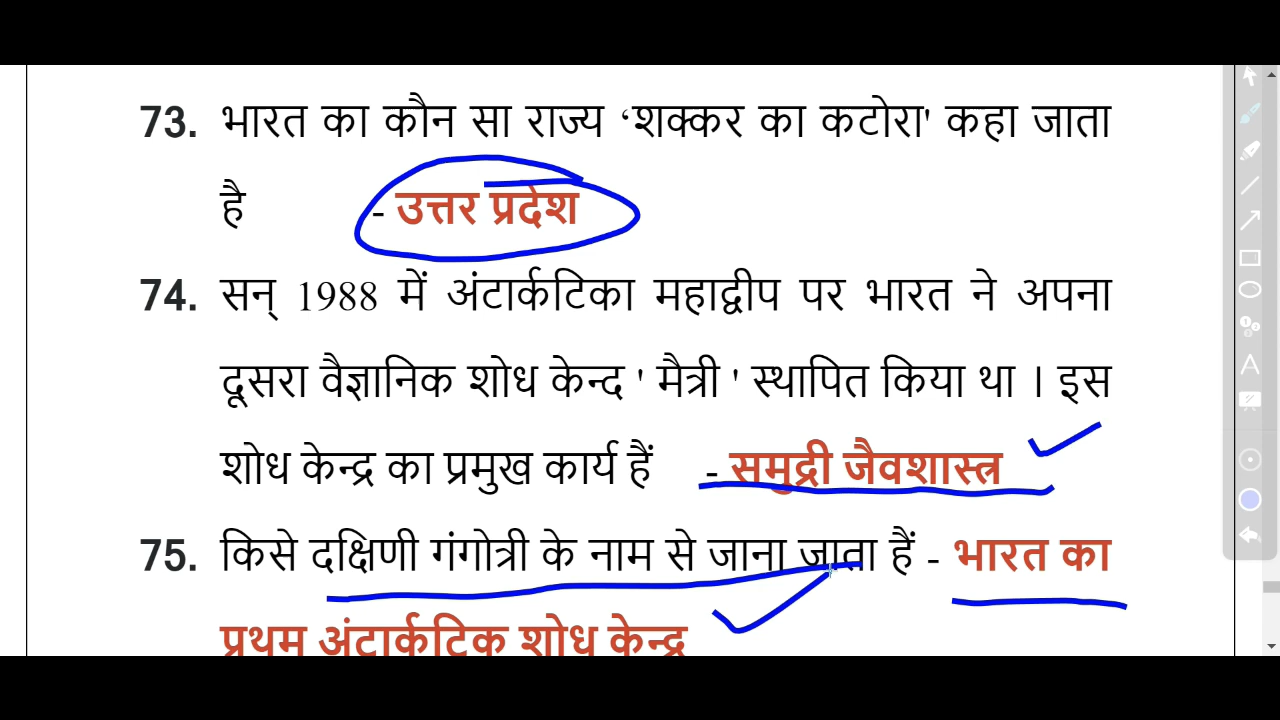 73. भारत का कौन सा राज्य ‘शक्कर का कटोरा' कहा जाता
है - उत्तर प्रदेश
74. सन् 1988 में अंटार्कटिका महाद्वीप पर भारत ने अपना
दूसरा वैज्ञानिक शोध केन्द ' मैत्री ' स्थापित किया था । इस
शोध केन्द्र का प्रमुख कार्य हैं - समुद्री जैवशास्त्र
75. किसे दक्षिणी गंगोत्री के नाम से जाना जाता हैं - भारत का
प्रथम अंटार्कटिक शोध केन्द्र